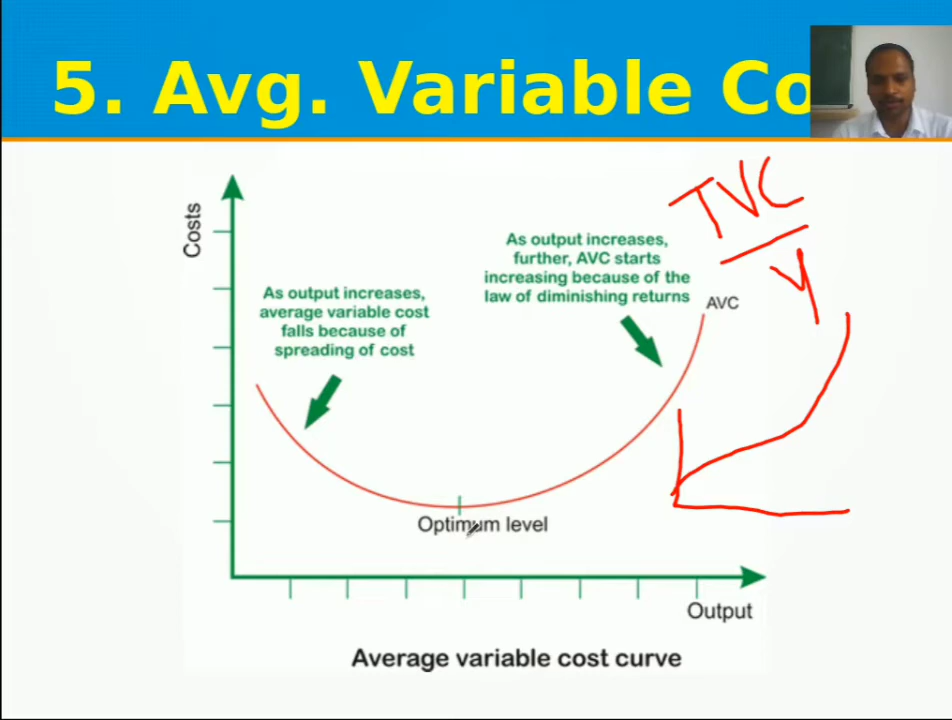 5. Avg. Variable Co
TVC
Y
Costs
As output increases,
further, AVC starts
increasing because of the
law of diminishing returns
AVC
As output increases,
average variable cost
falls because of
spreading of cost
Optimum level
Output
Average variable cost curve